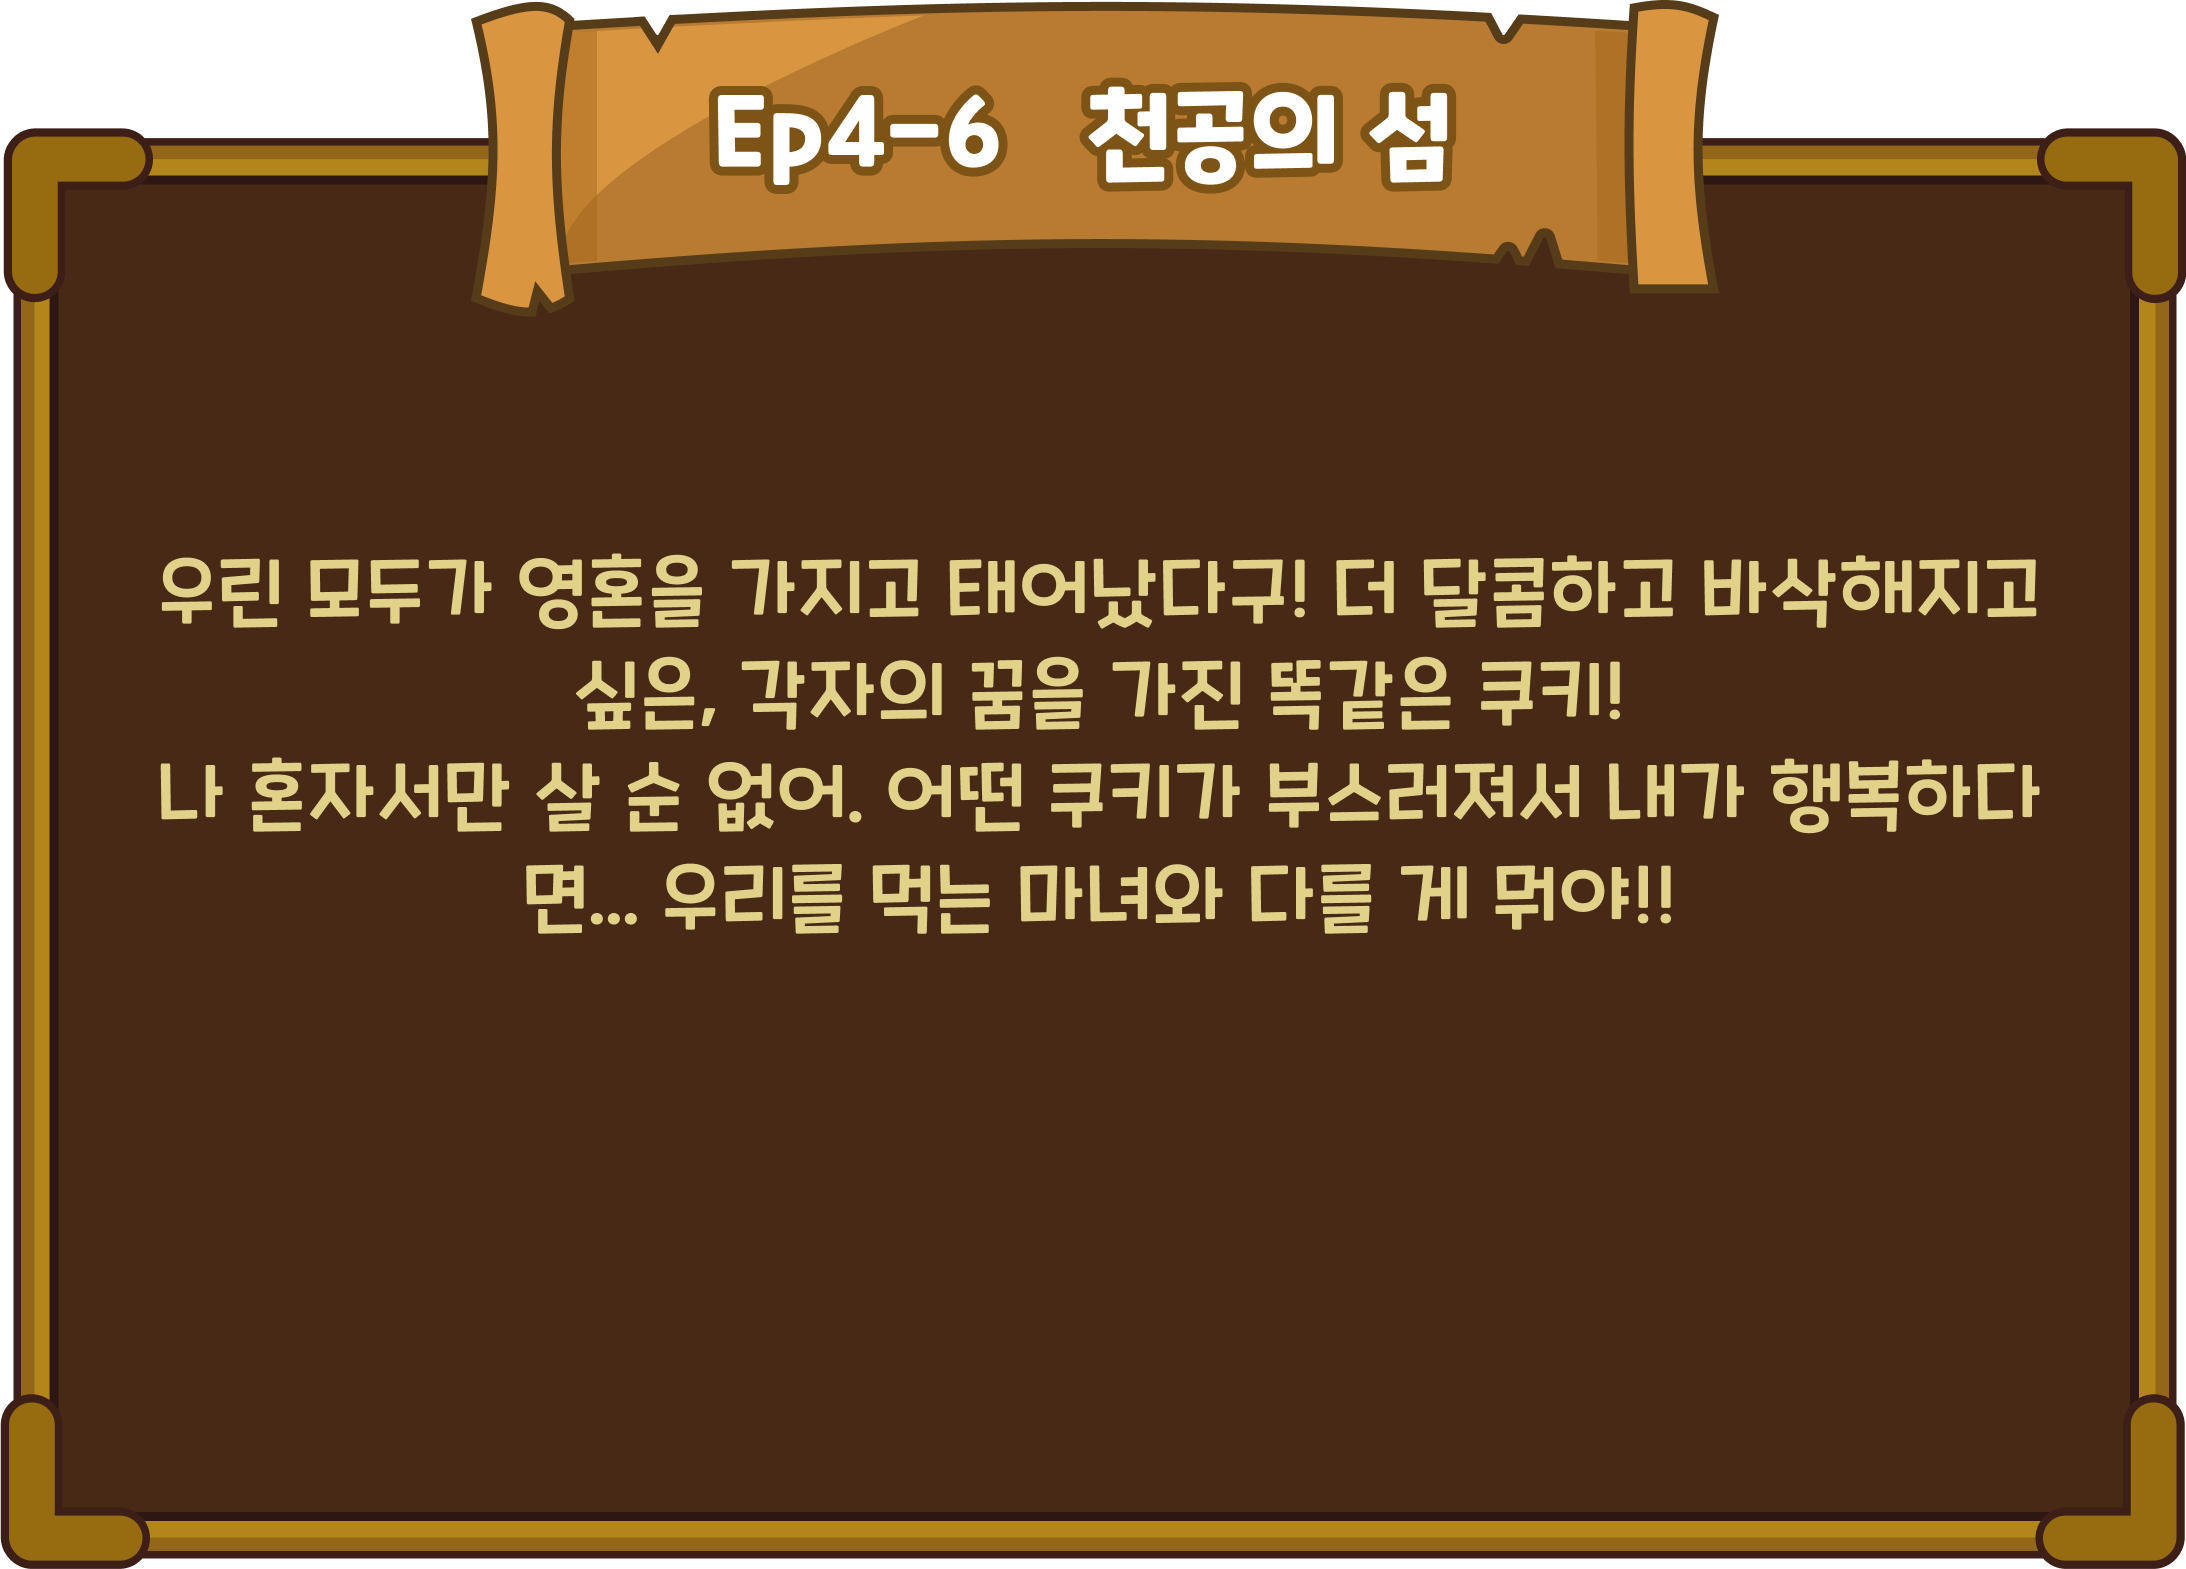 Ep4-6 천공의 섬
우린 모두가 영혼을 가지고 태어났다구! 더 달콤하고 바삭해지고
싶은, 각자의 꿈을 가진 똑같은 쿠키!
나 혼자서만 살 순 없어. 어떤 쿠키가 부스러져서 내가 행복하다
면... 우리를 먹는 마녀와 다를 게 뭐야!!